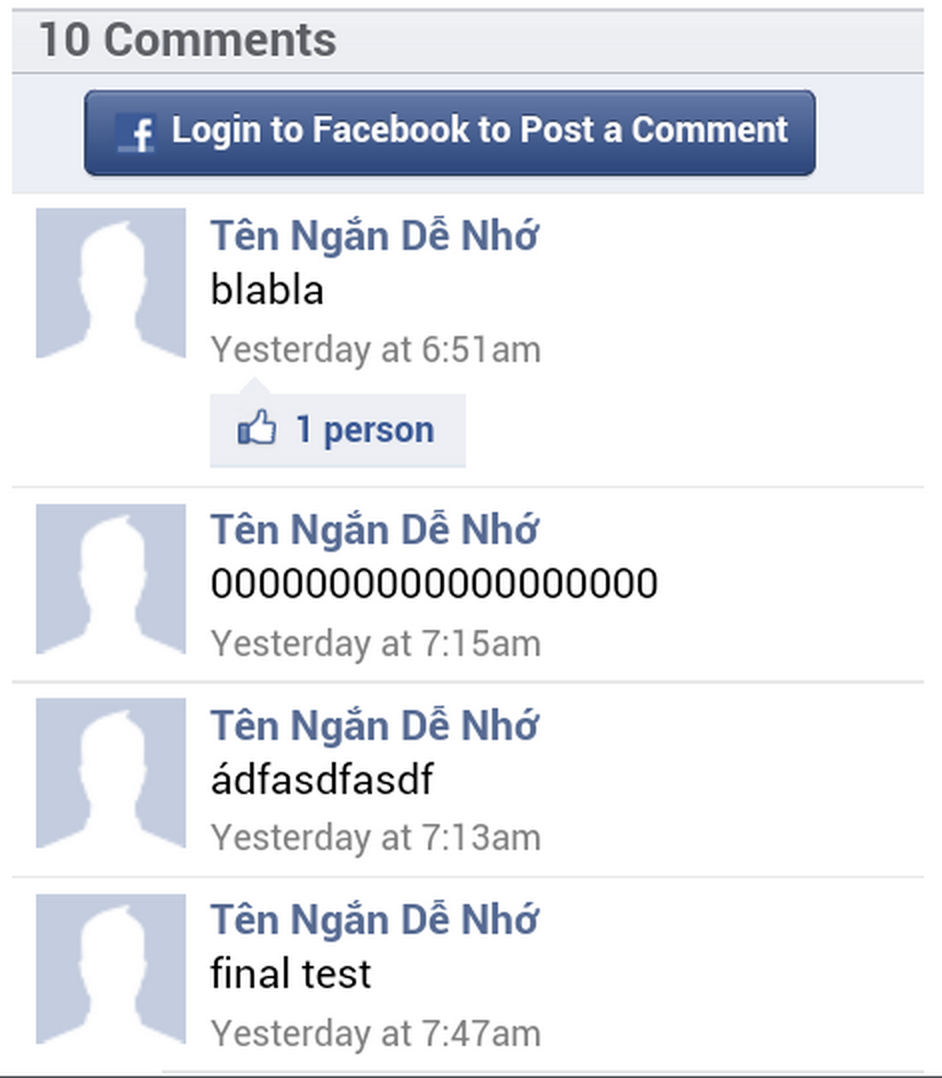 10 Comments
f Login to Facebook to Post a Comment
Tên Ngắn Dễ Nhớ
blabla
Yesterday at 6:51am
1 person
Tên Ngắn Dễ Nhớ
0000000000000000000
Yesterday at 7:15am
Tên Ngắn Dễ Nhớ
ádfasdfasdf
Yesterday at 7:13am
Tên Ngắn Dễ Nhớ
final test
Yesterday at 7:47am